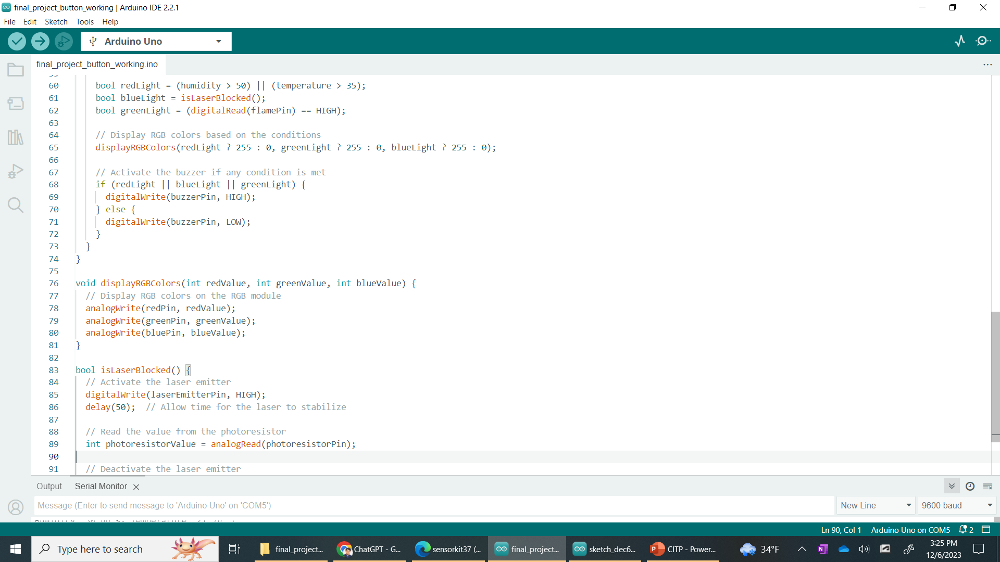 final_project_button_working | Arduino IDE 2.2.1
File Edit Sketch Tools Help
Arduino Uno
final_project_button_working.ino
60 bool redLight = (humidity > 50) || (temperature > 35);
61 bool blueLight = isLaserBlocked();
62 bool greenLight = (digitalRead(flamePin) == HIGH);
63
64 // Display RGB colors based on the conditions
65 displayRGBColors(redLight ? 255 : 0, greenLight ? 255 : 0, blueLight ? 255 : 0);
66
67 // Activate the buzzer if any condition is met
68 if (redLight || blueLight || greenLight) {
69 digitalWrite(buzzerPin, HIGH);
70 } else {
71 digitalWrite(buzzerPin, LOW);
72 }
73 }
74 }
75
76 void displayRGBColors(int redValue, int greenValue, int blueValue) {
77 // Display RGB colors on the RGB module
78 analogWrite(redPin, redValue);
79 analogWrite(greenPin, greenValue);
80 analogWrite(bluePin, blueValue);
81 }
82
83 bool isLaserBlocked() {
84 // Activate the laser emitter
85 digitalWrite(laserEmitterPin, HIGH);
86 delay(50); // Allow time for the laser to stabilize
87
88 // Read the value from the photoresistor
89 int photoresistorValue = analogRead(photoresistorPin);
90
91 // Deactivate the laser emitter
Output Serial Monitor
Message (Enter to send message to 'Arduino Uno' on 'COM5') New Line 9600 baud
Ln 90, Col 1 Arduino Uno on COM5 2
Type here to search final_project... ChatGPT - G... sensorkit37 (... final_project... sketch_dec6... CITP - Power... 34°F 3:25 PM
12/6/2023